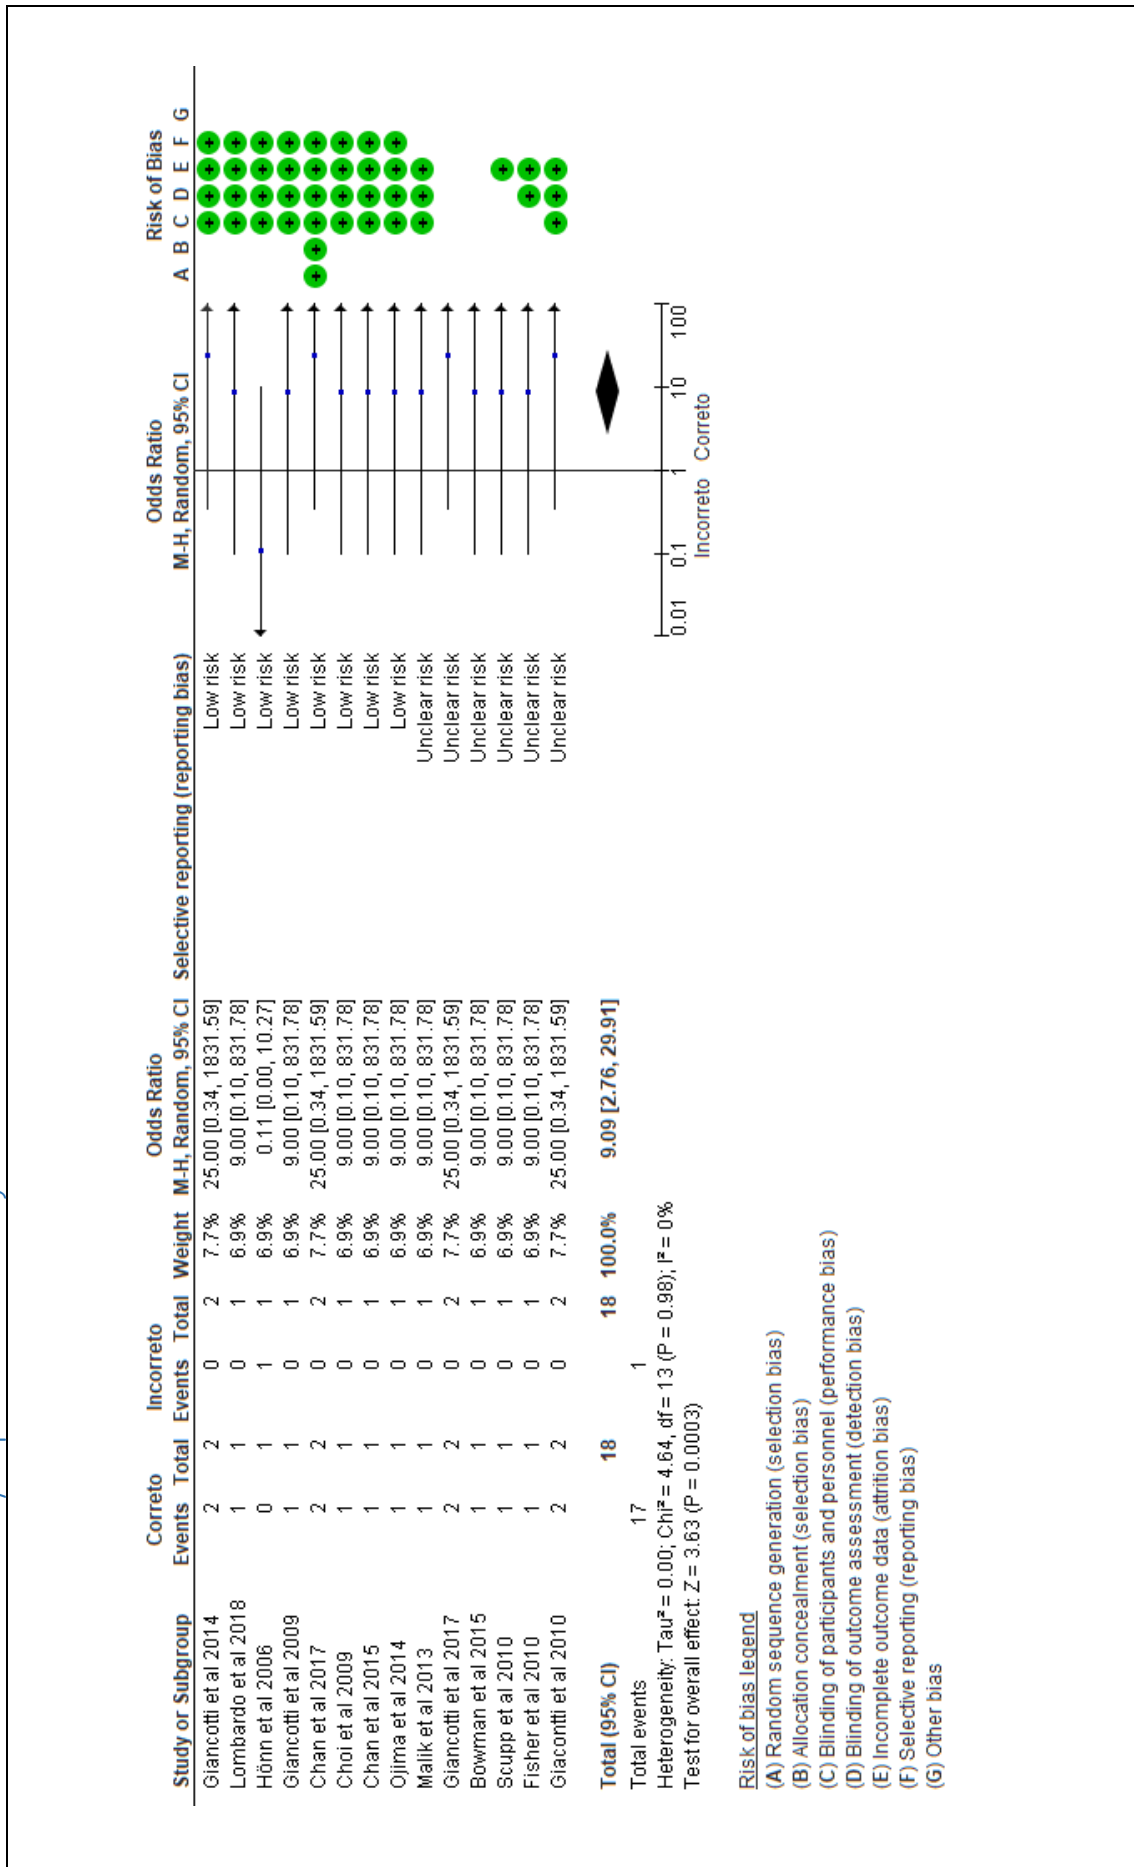 Correto Incorreto Odds Ratio Odds Ratio Risk of Bias
Study or Subgroup Events Total Events Total Weight M-H, Random, 95% CI Selective reporting (reporting bias) M-H, Random, 95% CI A B C D E F G
Giancotti et al 2014 2 2 0 2 7.7% 25.00 [0.34, 1831.59] Low risk + + + +
Lombardo et al 2018 1 1 0 1 6.9% 9.00 [0.10, 831.78] Low risk + + + +
Hönn et al 2006 0 1 1 1 6.9% 0.11 [0.00, 10.27] Low risk + + + +
Giancotti et al 2009 1 1 0 1 6.9% 9.00 [0.10, 831.78] Low risk + + + +
Chan et al 2017 2 2 0 2 7.7% 25.00 [0.34, 1831.59] Low risk + + + + + +
Choi et al 2009 1 1 0 1 6.9% 9.00 [0.10, 831.78] Low risk + + + +
Chan et al 2015 1 1 0 1 6.9% 9.00 [0.10, 831.78] Low risk + + + +
Ojima et al 2014 1 1 0 1 6.9% 9.00 [0.10, 831.78] Low risk + + + +
Malik et al 2013 1 1 0 1 6.9% 9.00 [0.10, 831.78] Unclear risk + + +
Giancotti et al 2017 2 2 0 2 7.7% 25.00 [0.34, 1831.59] Unclear risk
Bowman et al 2015 1 1 0 1 6.9% 9.00 [0.10, 831.78] Unclear risk
Scupp et al 2010 1 1 0 1 6.9% 9.00 [0.10, 831.78] Unclear risk +
Fisher et al 2010 1 1 0 1 6.9% 9.00 [0.10, 831.78] Unclear risk + +
Giacontti et al 2010 2 2 0 2 7.7% 25.00 [0.34, 1831.59] Unclear risk + + +
Total (95% CI) 18 18 100.0% 9.09 [2.76, 29.91]
Total events 17 1
Heterogeneity: Tau² = 0.00; Chi² = 4.64, df = 13 (P = 0.98); I² = 0%
Test for overall effect: Z = 3.63 (P = 0.0003)
0.01 0.1 1 10 100
Incorreto Correto
Risk of bias legend
(A) Random sequence generation (selection bias)
(B) Allocation concealment (selection bias)
(C) Blinding of participants and personnel (performance bias)
(D) Blinding of outcome assessment (detection bias)
(E) Incomplete outcome data (attrition bias)
(F) Selective reporting (reporting bias)
(G) Other bias